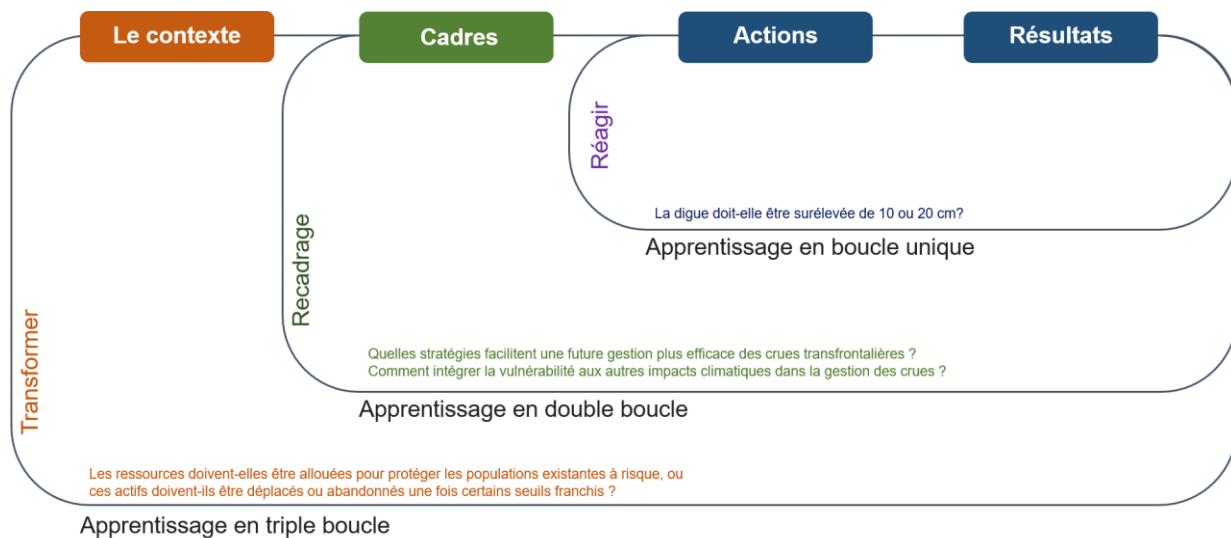 Le contexte
Cadres
Actions
Résultats
Réagir
La digue doit-elle être surélevée de 10 ou 20 cm?
Apprentissage en boucle unique
Recadrage
Quelles stratégies facilitent une future gestion plus efficace des crues transfrontalières ?
Comment intégrer la vulnérabilité aux autres impacts climatiques dans la gestion des crues ?
Apprentissage en double boucle
Transformer
Les ressources doivent-elles être allouées pour protéger les populations existantes à risque, ou
ces actifs doivent-ils être déplacés ou abandonnés une fois certains seuils franchis ?
Apprentissage en triple boucle